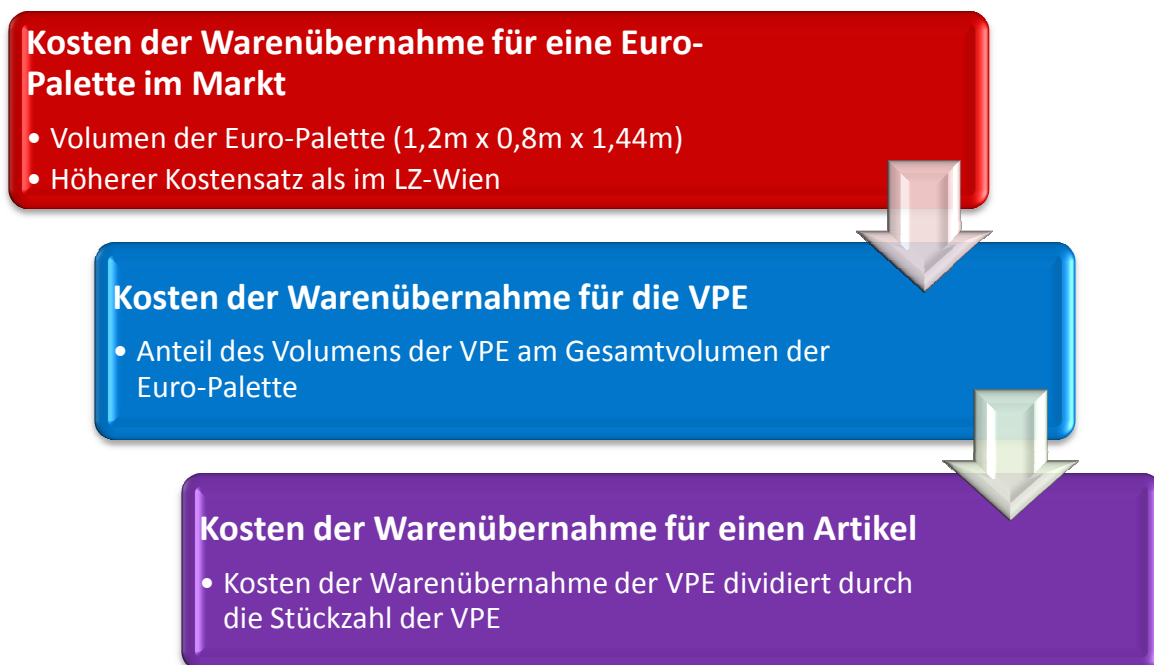 Kosten der Warenübernahme für eine Euro-
Palette im Markt
• Volumen der Euro-Palette (1,2m x 0,8m x 1,44m)
• Höherer Kostensatz als im LZ-Wien
Kosten der Warenübernahme für die VPE
• Anteil des Volumens der VPE am Gesamtvolumen der
Euro-Palette
Kosten der Warenübernahme für einen Artikel
• Kosten der Warenübernahme der VPE dividiert durch
die Stückzahl der VPE